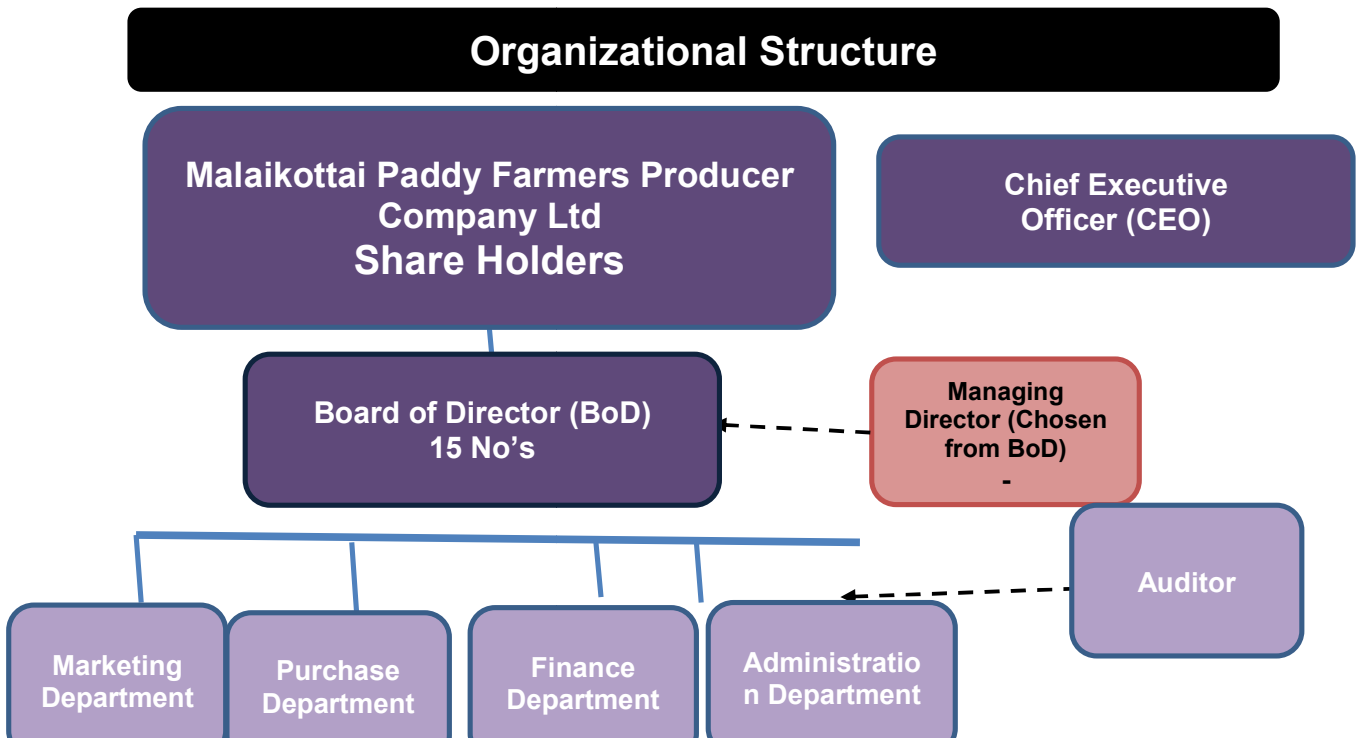 Organizational Structure
Malaikottai Paddy Farmers Producer
Company Ltd
Share Holders
Chief Executive
Officer (CEO)
Board of Director (BoD)
15 No’s
Managing
Director (Chosen
from BoD)
-
Auditor
Marketing
Department
Purchase
Department
Finance
Department
Administratio
n Department